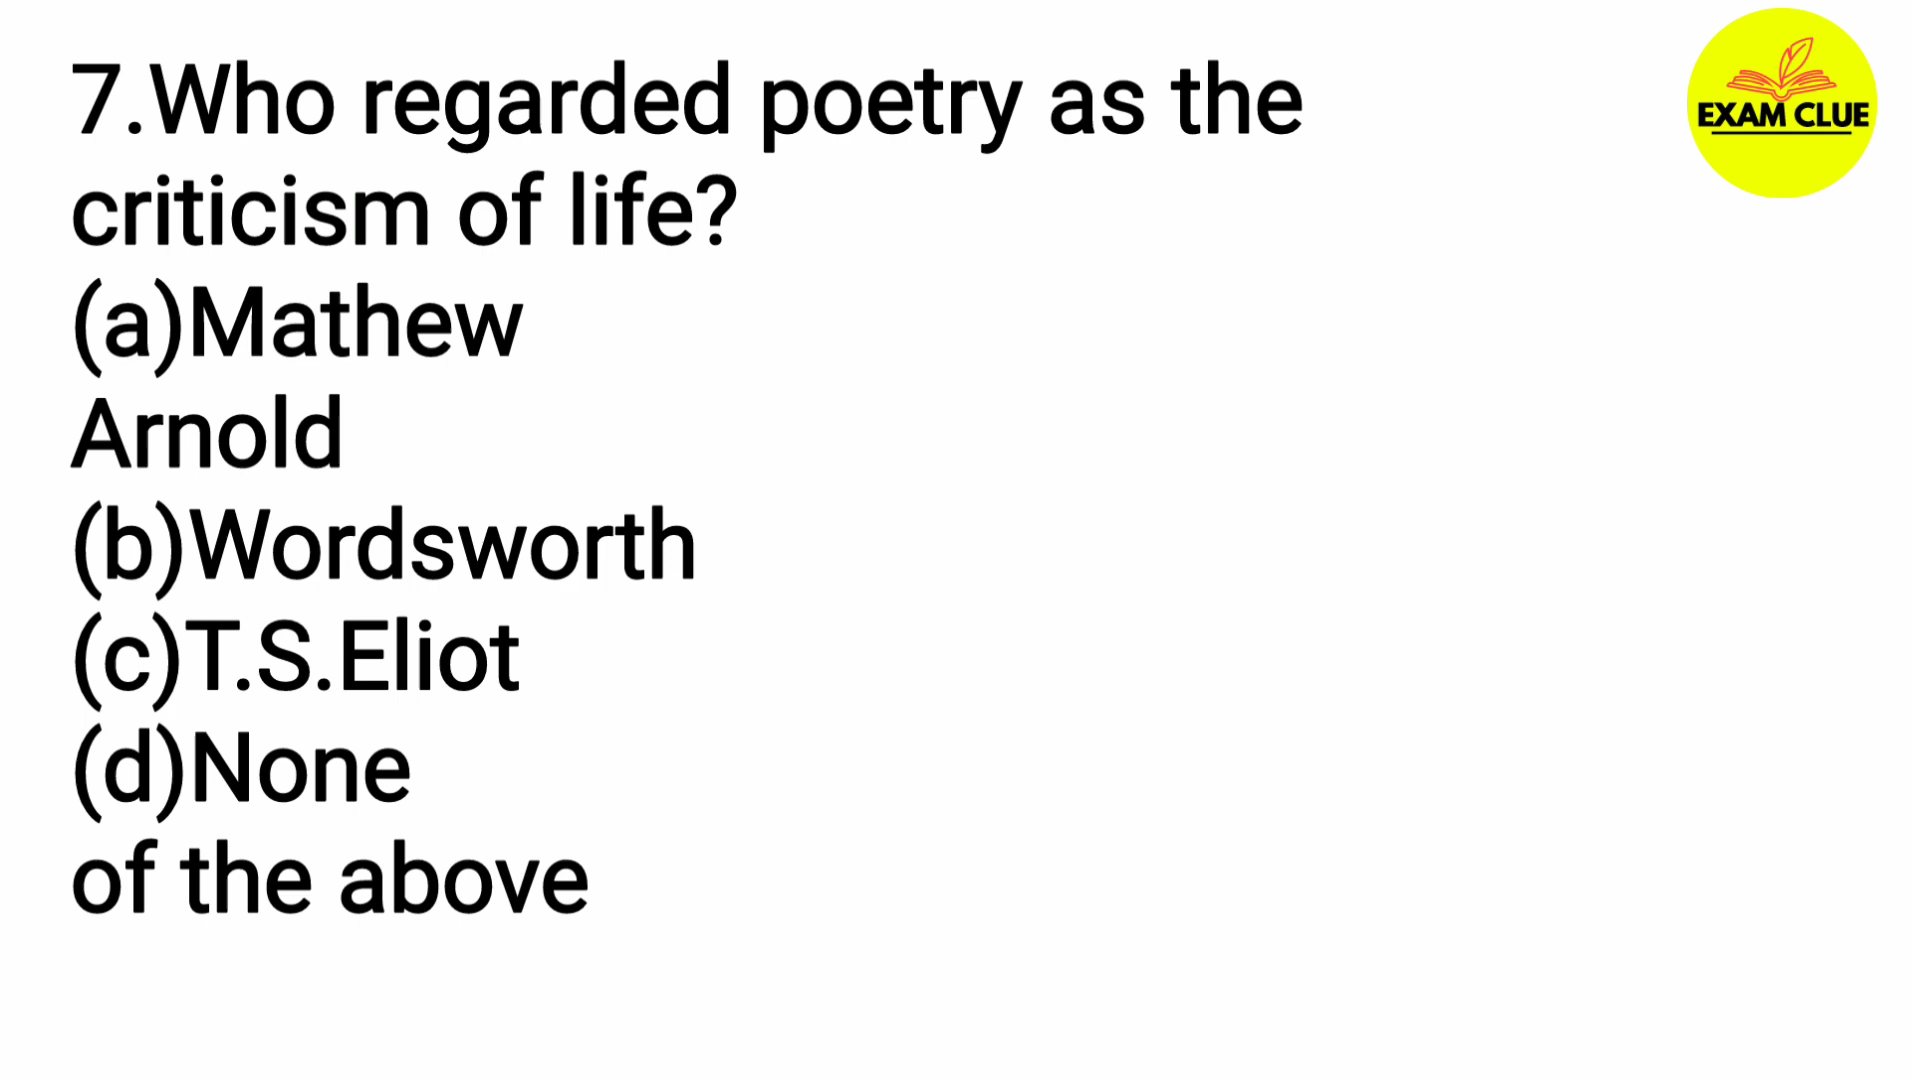 7.Who regarded poetry as the
criticism of life?
(a)Mathew
Arnold
(b)Wordsworth
(c)T.S.Eliot
(d)None
of the above
EXAM CLUE